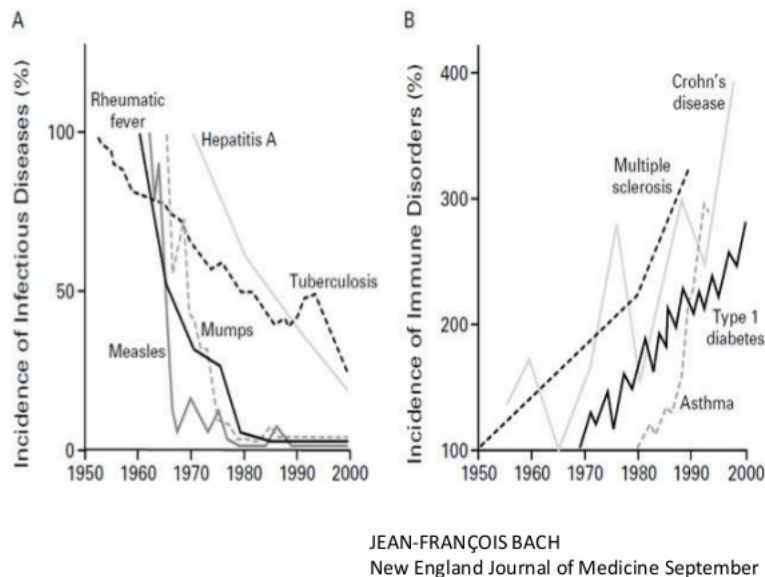 A
Incidence of Infectious Diseases (%)
100
50
0
1950 1960 1970 1980 1990 2000
Rheumatic
fever
Hepatitis A
Tuberculosis
Mumps
Measles
B
Incidence of Immune Disorders (%)
400
300
200
100
1950 1960 1970 1980 1990 2000
Crohn's
disease
Multiple
sclerosis
Type 1
diabetes
Asthma
JEAN-FRANÇOIS BACH
New England Journal of Medicine September